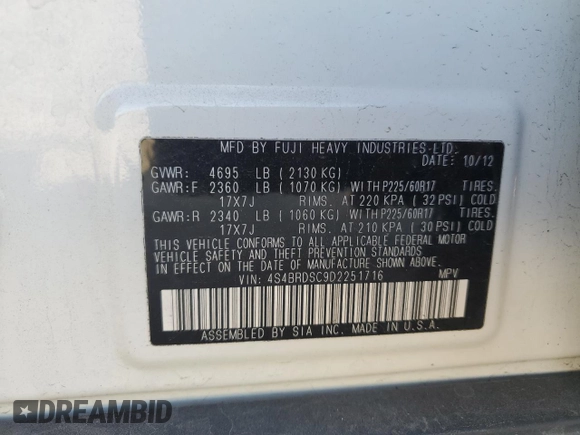 MFD BY FUJI HEAVY INDUSTRIES-LTD.
DATE: 10/12
GVWR: 4695 LB ( 2130 KG)
GAWR:F 2360 LB ( 1070 KG) WITH P225/60R17 TIRES.
17X7J RIMS. AT 220 KPA ( 32 PSI) COLD
GAWR:R 2340 LB ( 1060 KG) WITH P225/60R17 TIRES.
17X7J RIMS. AT 210 KPA ( 30 PSI) COLD
THIS VEHICLE CONFORMS TO ALL APPLICABLE FEDERAL MOTOR
VEHICLE SAFETY AND THEFT PREVENTION STANDARDS
IN EFFECT ON THE DATE OF MANUFACTURE SHOWN ABOVE.
VIN: 4S4BRDSC9D2251716 MPV
ASSEMBLED BY SIA INC. MADE IN U.S.A.
DREAMBID